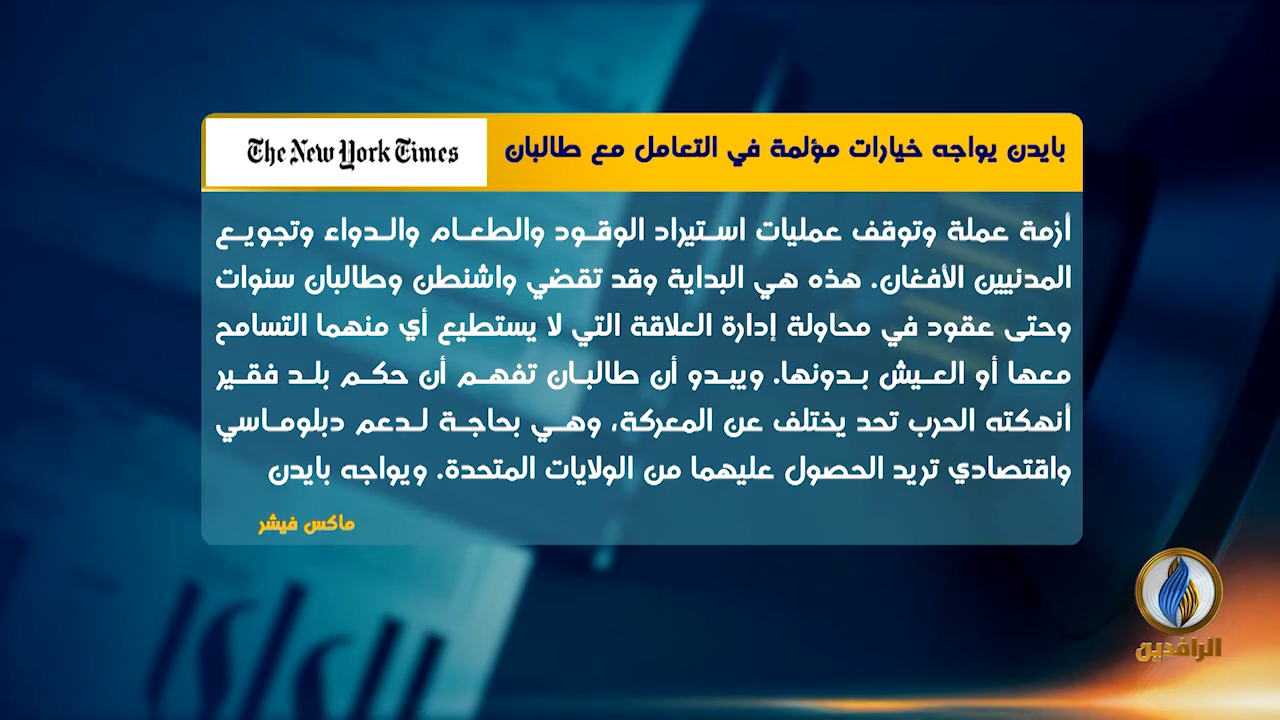 بايدن يواجه خيارات مؤلمة في التعامل مع طالبان
The New York Times
أزمة عملة وتوقف عمليات استيراد الوقود والطعام والدواء وتجويع
المدنيين الأفغان. هذه هي البداية وقد تقضي واشنطن وطالبان سنوات
وحتى عقود في محاولة إدارة العلاقة التي لا يستطيع أي منهما التسامح
معها أو العيش بدونها. ويبدو أن طالبان تفهم أن حكم بلد فقير
أنهكته الحرب تحد يختلف عن المعركة، وهي بحاجة لدعم دبلوماسي
واقتصادي تريد الحصول عليهما من الولايات المتحدة. ويواجه بايدن
ماكس فيشر
الرافدين